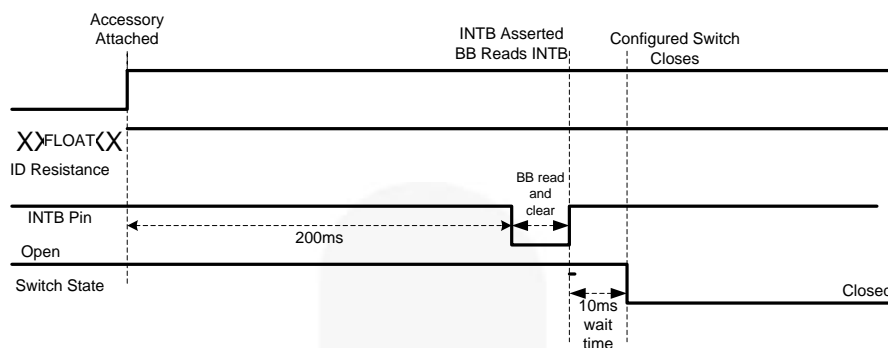 Accessory
Attached
INTB Asserted
BB Reads INTB
Configured Switch
Closes
FLOAT
ID Resistance
BB read
and
clear
INTB Pin
200ms
Open
Switch State
Closed
10ms
wait
time